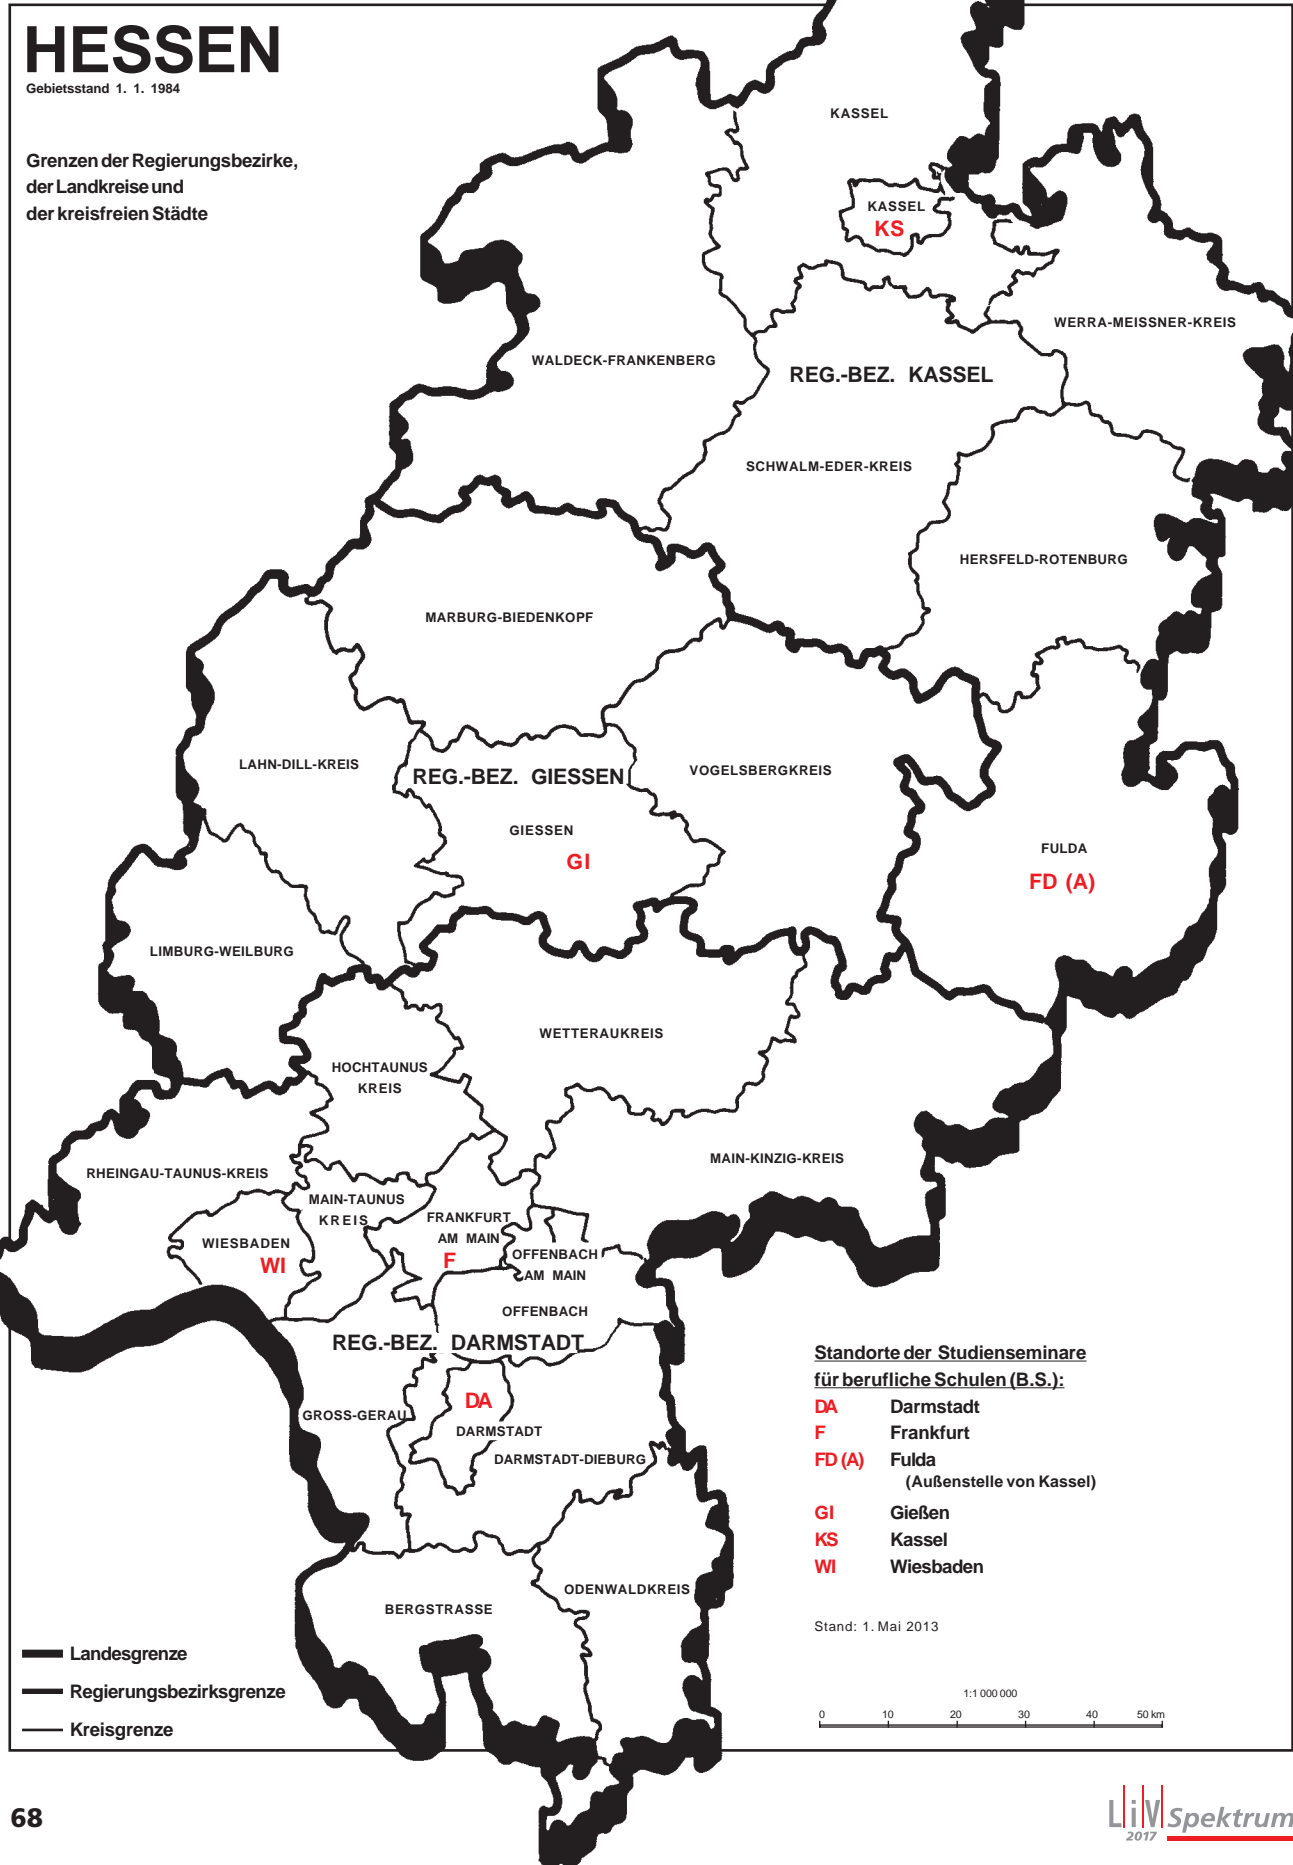 HESSEN
Gebietsstand 1. 1. 1984
Grenzen der Regierungsbezirke,
der Landkreise und
der kreisfreien Städte
KASSEL
KASSEL
KS
WERRA-MEISSNER-KREIS
WALDECK-FRANKENBERG
REG.-BEZ. KASSEL
SCHWALM-EDER-KREIS
HERSFELD-ROTENBURG
MARBURG-BIEDENKOPF
LAHN-DILL-KREIS
REG.-BEZ. GIESSEN
VOGELSBERGKREIS
GIESSEN
GI
FULDA
FD (A)
LIMBURG-WEILBURG
WETTERAUKREIS
HOCHTAUNUS
KREIS
MAIN-KINZIG-KREIS
RHEINGAU-TAUNUS-KREIS
MAIN-TAUNUS
KREIS
FRANKFURT
AM MAIN
F
WIESBADEN
WI
OFFENBACH
AM MAIN
OFFENBACH
REG.-BEZ. DARMSTADT
DA
GROSS-GERAU
DARMSTADT
DARMSTADT-DIEBURG
ODENWALDKREIS
BERGSTRASSE
Standorte der Studienseminare
für berufliche Schulen (B.S.):
DA Darmstadt
F Frankfurt
FD (A) Fulda
(Außenstelle von Kassel)
GI Gießen
KS Kassel
WI Wiesbaden
Stand: 1. Mai 2013
Landesgrenze
Regierungsbezirksgrenze
Kreisgrenze
1:1 000 000
0 10 20 30 40 50 km
68
LiV Spektrum
2017